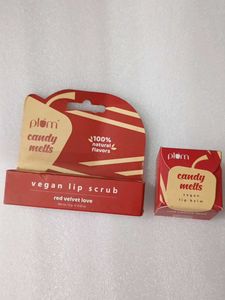 plum
candy
melts
100%
natural
flavors
vegan lip scrub
red velvet love
plum
candy
melts
vegan
lip balm